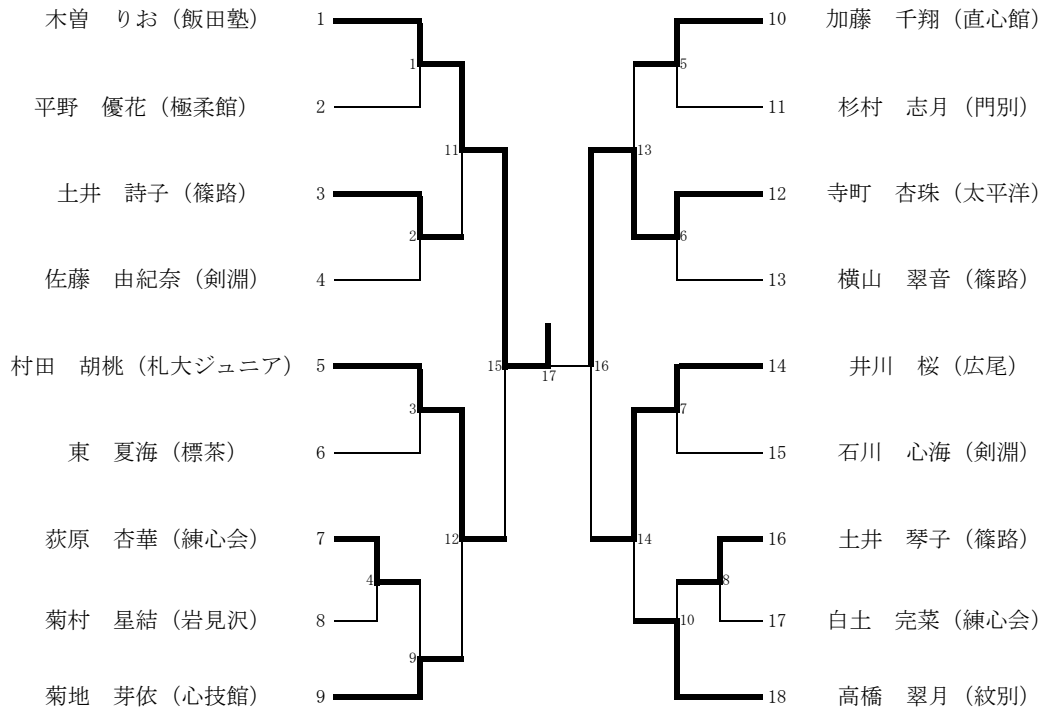 木曽 りお（飯田塾） 1
平野 優花（極柔館） 2
土井 詩子（篠路） 3
佐藤 由紀奈（剣淵） 4
村田 胡桃（札大ジュニア） 5
東 夏海（標茶） 6
荻原 杏華（練心会） 7
菊村 星結（岩見沢） 8
菊地 芽依（心技館） 9
1
2
3
4
9
11
12
15
17
16
13
14
5
6
7
8
10
10 加藤 千翔（直心館）
11 杉村 志月（門別）
12 寺町 杏珠（太平洋）
13 横山 翠音（篠路）
14 井川 桜（広尾）
15 石川 心海（剣淵）
16 土井 琴子（篠路）
17 白土 完菜（練心会）
18 高橋 翠月（紋別）